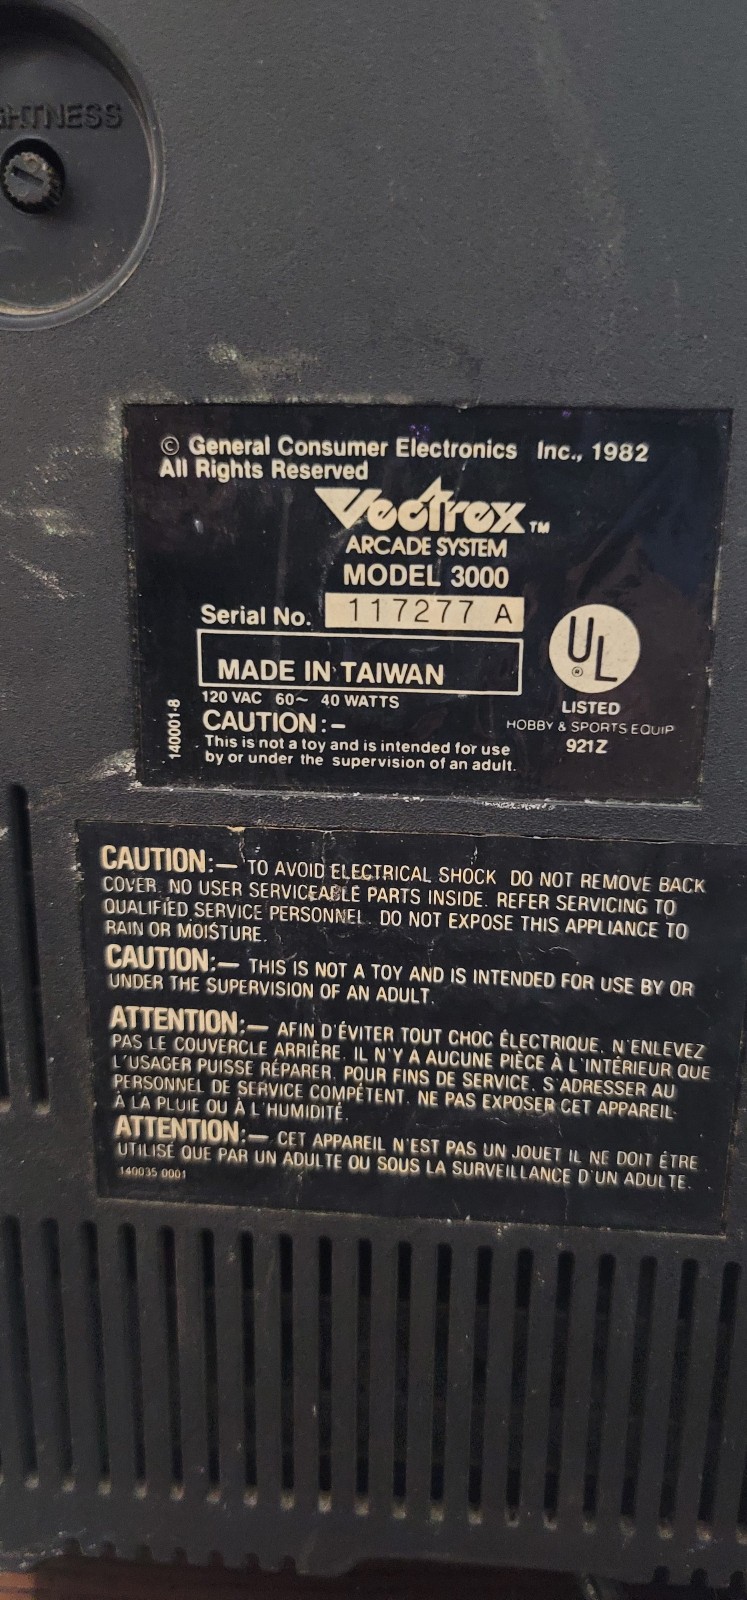 © General Consumer Electronics Inc., 1982
All Rights Reserved
Vectrex TM
ARCADE SYSTEM
MODEL 3000
Serial No. 117277 A
MADE IN TAIWAN
120 VAC 60~ 40 WATTS
CAUTION:-
This is not a toy and is intended for use
by or under the supervision of an adult.
140001-8
UL ®
LISTED
HOBBY & SPORTS EQUIP
921Z
CAUTION:— TO AVOID ELECTRICAL SHOCK DO NOT REMOVE BACK
COVER. NO USER SERVICEABLE PARTS INSIDE. REFER SERVICING TO
QUALIFIED SERVICE PERSONNEL. DO NOT EXPOSE THIS APPLIANCE TO
RAIN OR MOISTURE.
CAUTION:— THIS IS NOT A TOY AND IS INTENDED FOR USE BY OR
UNDER THE SUPERVISION OF AN ADULT.
ATTENTION:— AFIN D'ÉVITER TOUT CHOC ÉLECTRIQUE. N'ENLEVEZ
PAS LE COUVERCLE ARRIÈRE. IL N'Y A AUCUNE PIÈCE À L'INTÉRIEUR QUE
L'USAGER PUISSE RÉPARER. POUR FINS DE SERVICE. S'ADRESSER AU
PERSONNEL DE SERVICE COMPÉTENT. NE PAS EXPOSER CET APPAREIL
À LA PLUIE OU À L'HUMIDITÉ.
ATTENTION:— CET APPAREIL N'EST PAS UN JOUET IL NE DOIT ÉTRE
UTILISÉ QUE PAR UN ADULTE OU SOUS LA SURVEILLANCE D'UN ADULTE.
140035 0001